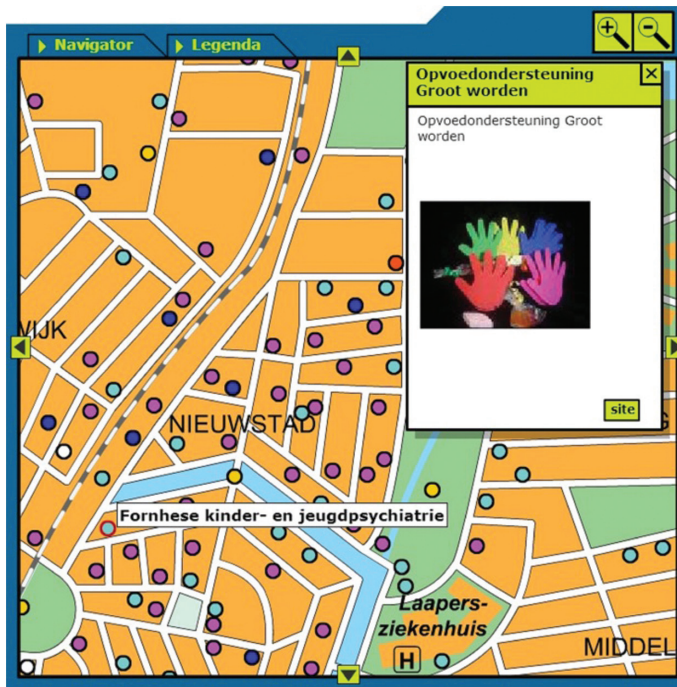 Navigator
Legenda
Opvoedondersteuning
Groot worden
Opvoedondersteuning Groot
worden
site
WIJK
NIEUWSTAD
Fornhese kinder- en jeugdpsychiatrie
Laapers-
ziekenhuis
H
MIDDEL